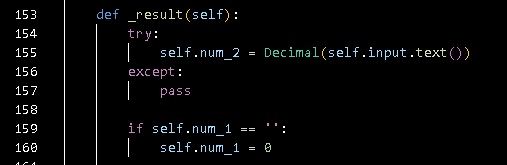 153 def _result(self):
154 try:
155 self.num_2 = Decimal(self.input.text())
156 except:
157 pass
158
159 if self.num_1 == '':
160 self.num_1 = 0